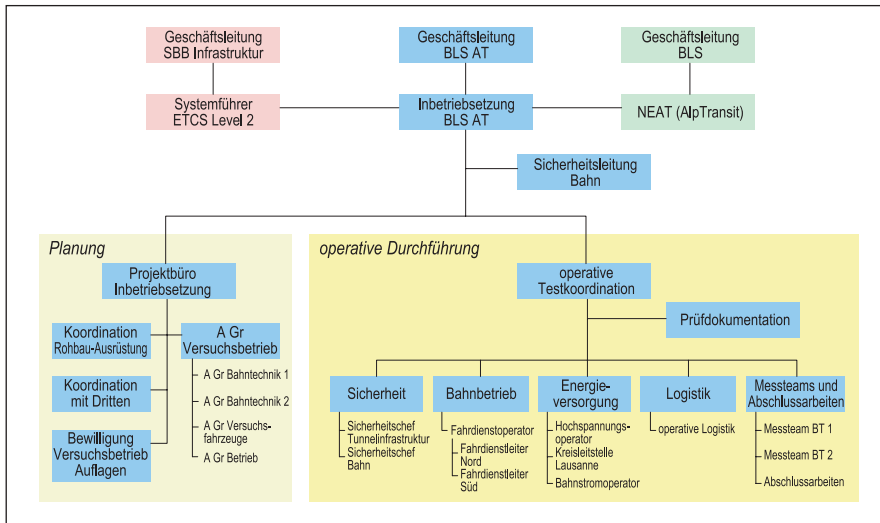 Geschäftsleitung
SBB Infrastruktur
Geschäftsleitung
BLS AT
Geschäftsleitung
BLS
Systemführer
ETCS Level 2
Inbetriebsetzung
BLS AT
NEAT (AlpTransit)
Sicherheitsleitung
Bahn
Planung
Projektbüro
Inbetriebsetzung
Koordination
Rohbau-Ausrüstung
A Gr
Versuchsbetrieb
A Gr Bahntechnik 1
Koordination
mit Dritten
A Gr Bahntechnik 2
A Gr Versuchs-
fahrzeuge
Bewilligung
Versuchsbetrieb
Auflagen
A Gr Betrieb
operative Durchführung
operative
Testkoordination
Prüfdokumentation
Sicherheit
Sicherheitschef
Tunnelinfrastruktur
Sicherheitschef
Bahn
Bahnbetrieb
Fahrdienstoperator
Fahrdienstleiter
Nord
Fahrdienstleiter
Süd
Energie-
versorgung
Hochspannungs-
operator
Kreisleitstelle
Lausanne
Bahnstromoperator
Logistik
operative Logistik
Messteams und
Abschlussarbeiten
Messteam BT 1
Messteam BT 2
Abschlussarbeiten